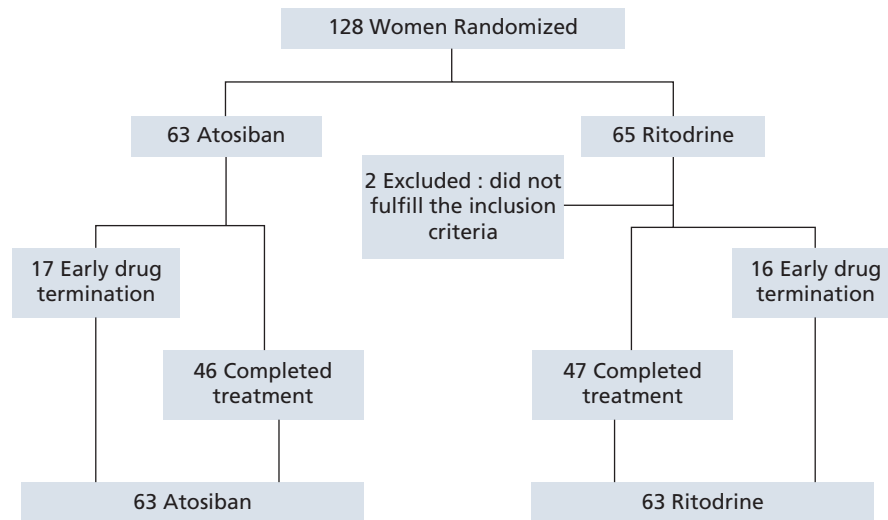 128 Women Randomized
63 Atosiban
65 Ritodrine
2 Excluded : did not
fulfill the inclusion
criteria
17 Early drug
termination
16 Early drug
termination
46 Completed
treatment
47 Completed
treatment
63 Atosiban
63 Ritodrine